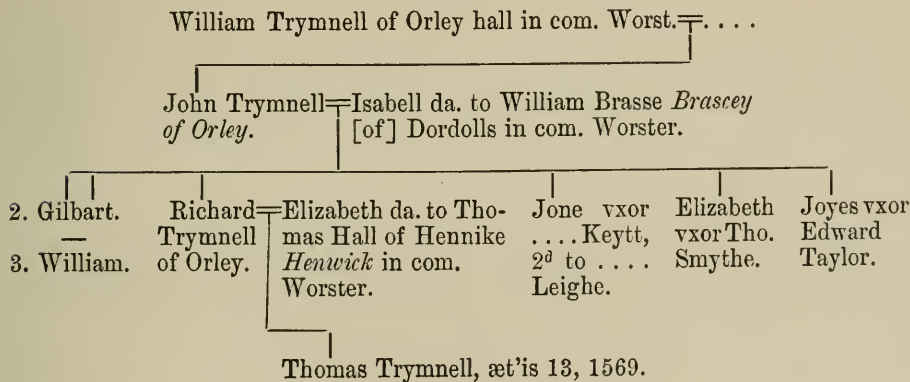 William Trymnell of Orley hall in com. Worst.=. . . .
John Trymnell=Isabell da. to William Brasse Brascey
of Orley. [of] Dordolls in com. Worster.
2. Gilbart.
—
3. William.
Richard=Elizabeth da. to Tho-
Trymnell mas Hall of Hennike
of Orley. Henwick in com.
Worster.
Jone vxor
. . . . Keytt,
2ᵈ to . . . .
Leighe.
Elizabeth
vxor Tho.
Smythe.
Joyes vxor
Edward
Taylor.
Thomas Trymnell, æt'is 13, 1569.